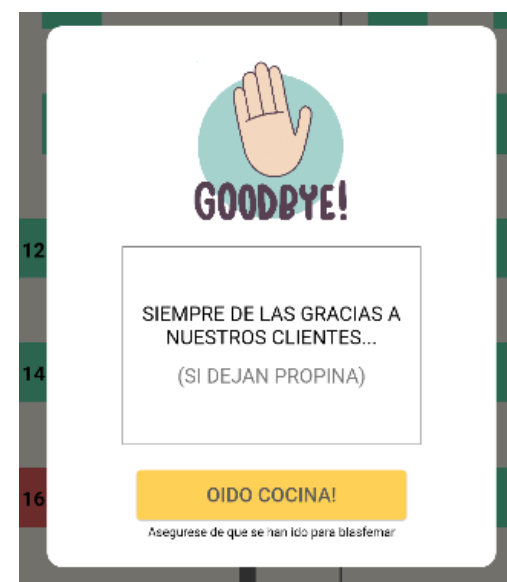 GOODBYE!
12
SIEMPRE DE LAS GRACIAS A
NUESTROS CLIENTES...
14
(SI DEJAN PROPINA)
16
OIDO COCINA!
Asegurese de que se han ido para blasfemar